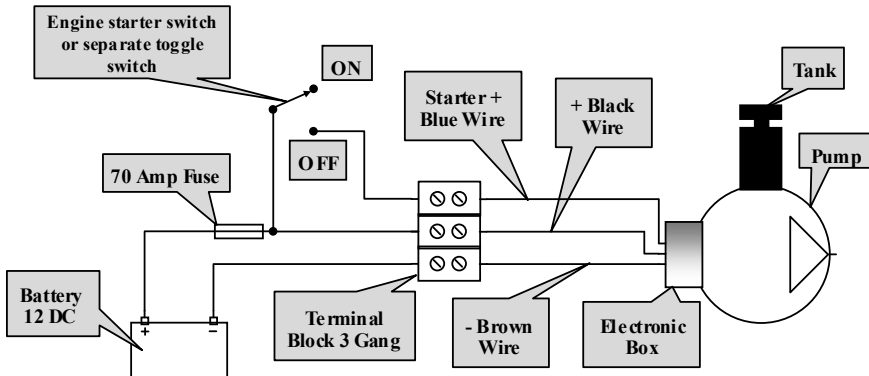 Engine starter switch
or separate toggle
switch
ON
OFF
Starter +
Blue Wire
+ Black
Wire
Tank
Pump
70 Amp Fuse
Battery
12 DC
+
–
Terminal
Block 3 Gang
- Brown
Wire
Electronic
Box